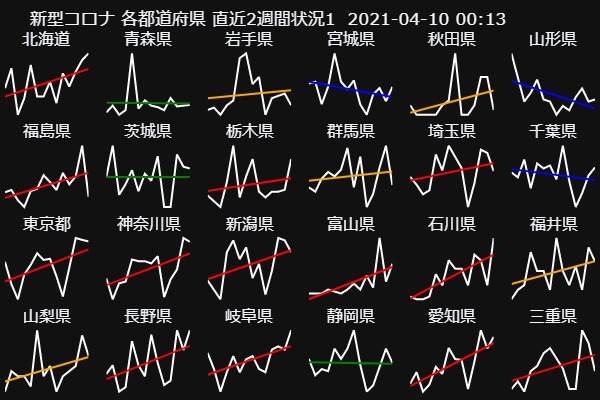 新型コロナ 各都道府県 直近2週間状況1 2021-04-10 00:13
北海道 青森県 岩手県 宮城県 秋田県 山形県
福島県 茨城県 栃木県 群馬県 埼玉県 千葉県
東京都 神奈川県 新潟県 富山県 石川県 福井県
山梨県 長野県 岐阜県 静岡県 愛知県 三重県